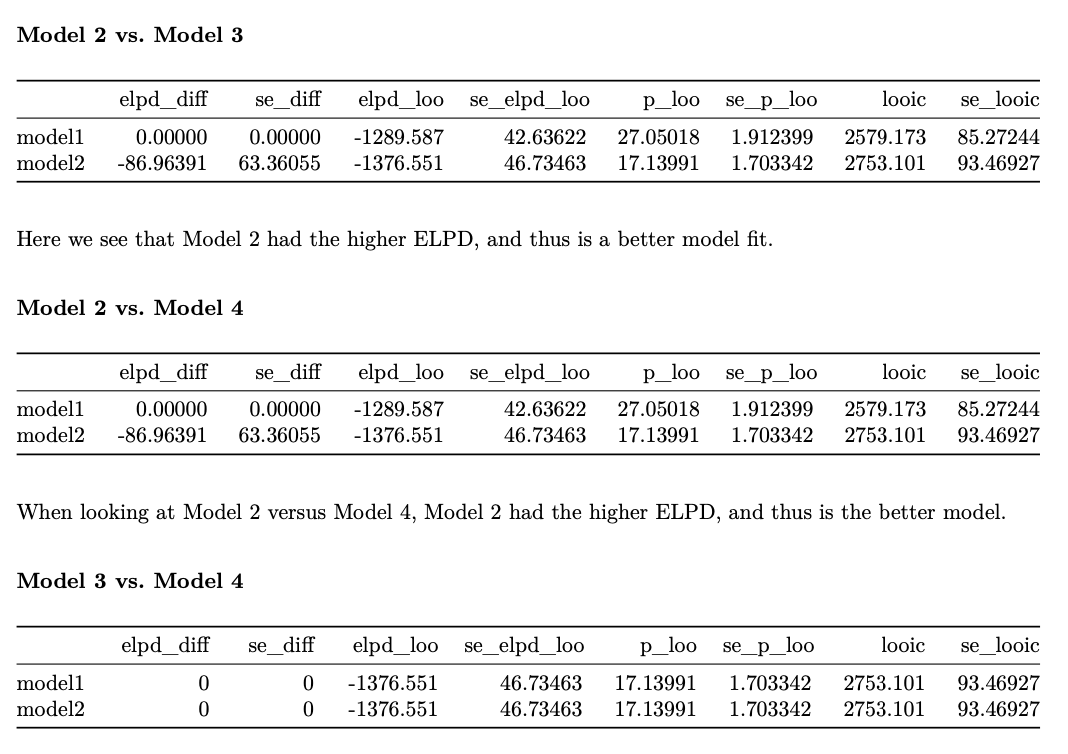 Model 2 vs. Model 3
elpd_diff se_diff elpd_loo se_elpd_loo p_loo se_p_loo looic se_looic
model1 0.00000 0.00000 -1289.587 42.63622 27.05018 1.912399 2579.173 85.27244
model2 -86.96391 63.36055 -1376.551 46.73463 17.13991 1.703342 2753.101 93.46927
Here we see that Model 2 had the higher ELPD, and thus is a better model fit.
Model 2 vs. Model 4
elpd_diff se_diff elpd_loo se_elpd_loo p_loo se_p_loo looic se_looic
model1 0.00000 0.00000 -1289.587 42.63622 27.05018 1.912399 2579.173 85.27244
model2 -86.96391 63.36055 -1376.551 46.73463 17.13991 1.703342 2753.101 93.46927
When looking at Model 2 versus Model 4, Model 2 had the higher ELPD, and thus is the better model.
Model 3 vs. Model 4
elpd_diff se_diff elpd_loo se_elpd_loo p_loo se_p_loo looic se_looic
model1 0 0 -1376.551 46.73463 17.13991 1.703342 2753.101 93.46927
model2 0 0 -1376.551 46.73463 17.13991 1.703342 2753.101 93.46927